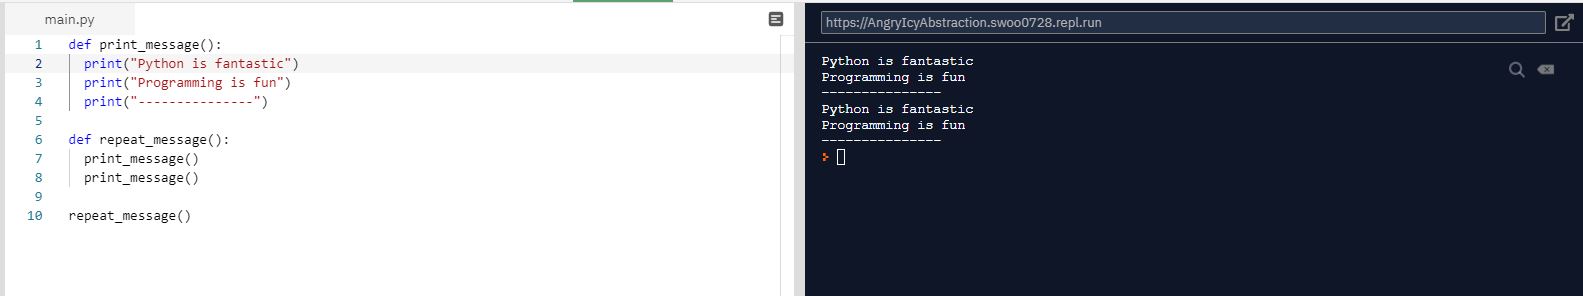 main.py
1 def print_message():
2   print("Python is fantastic")
3   print("Programming is fun")
4   print("---------------")
5
6 def repeat_message():
7   print_message()
8   print_message()
9
10 repeat_message()
https://AngryIcyAbstraction.swoo0728.repl.run
Python is fantastic
Programming is fun
---------------
Python is fantastic
Programming is fun
---------------
>